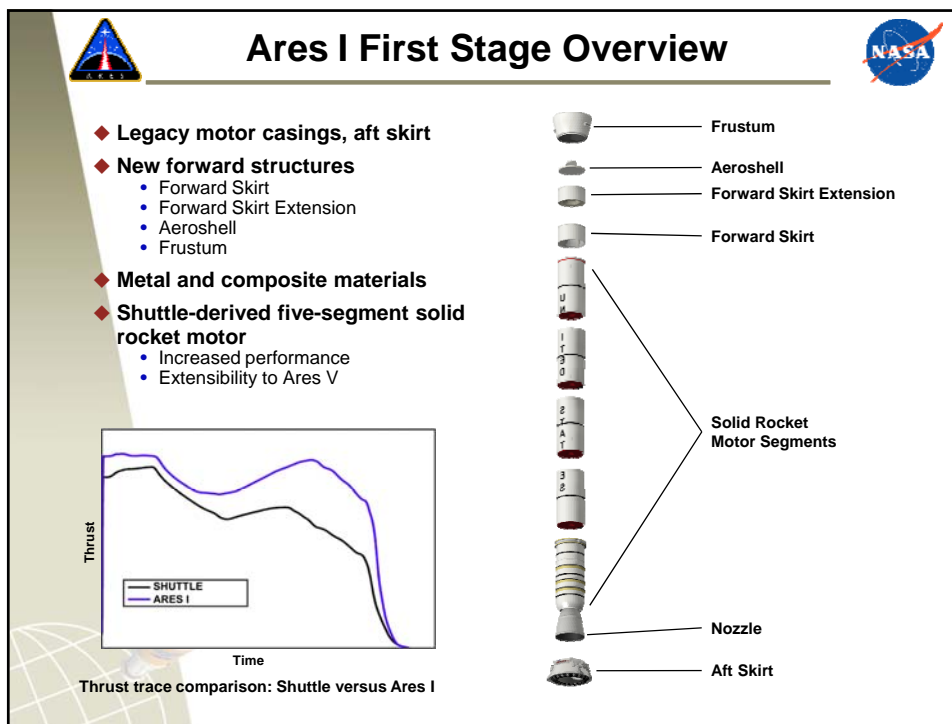 Ares I First Stage Overview
ARES
NASA
Legacy motor casings, aft skirt
New forward structures
• Forward Skirt
• Forward Skirt Extension
• Aeroshell
• Frustum
Metal and composite materials
Shuttle-derived five-segment solid
rocket motor
• Increased performance
• Extensibility to Ares V
Thrust
SHUTTLE
ARES I
Time
Thrust trace comparison: Shuttle versus Ares I
Frustum
Aeroshell
Forward Skirt Extension
Forward Skirt
U
N
I
T
E
D
S
T
A
T
E
S
Solid Rocket
Motor Segments
Nozzle
Aft Skirt